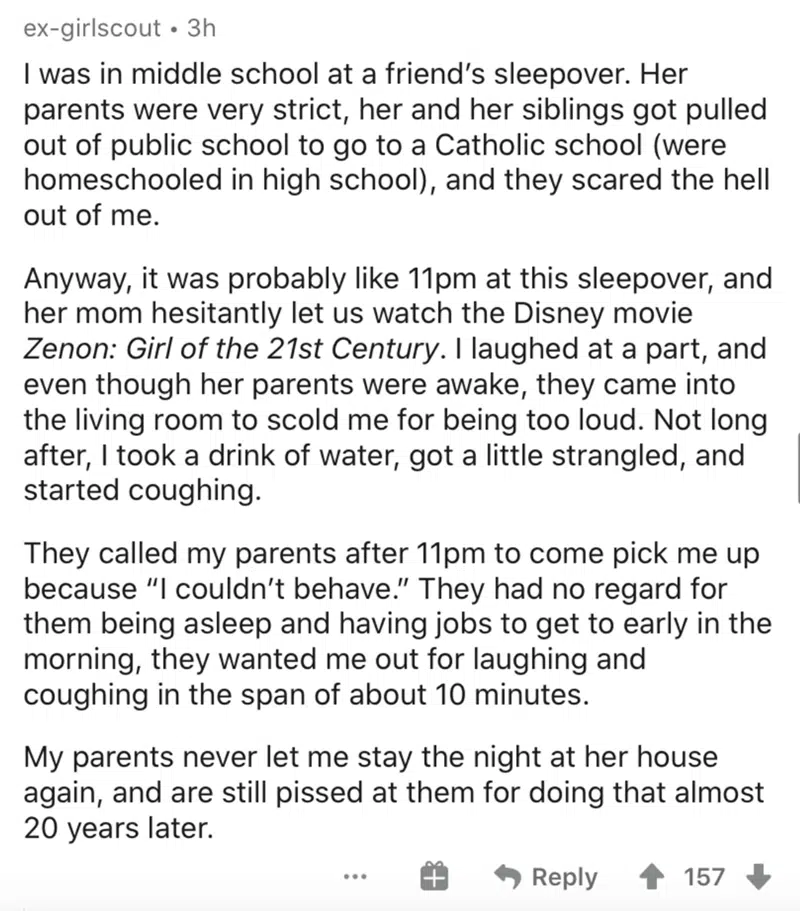 ex-girlscout • 3h
I was in middle school at a friend's sleepover. Her
parents were very strict, her and her siblings got pulled
out of public school to go to a Catholic school (were
homeschooled in high school), and they scared the hell
out of me.
Anyway, it was probably like 11pm at this sleepover, and
her mom hesitantly let us watch the Disney movie
Zenon: Girl of the 21st Century. I laughed at a part, and
even though her parents were awake, they came into
the living room to scold me for being too loud. Not long
after, I took a drink of water, got a little strangled, and
started coughing.
They called my parents after 11pm to come pick me up
because "I couldn't behave." They had no regard for
them being asleep and having jobs to get to early in the
morning, they wanted me out for laughing and
coughing in the span of about 10 minutes.
My parents never let me stay the night at her house
again, and are still pissed at them for doing that almost
20 years later.
Reply 157